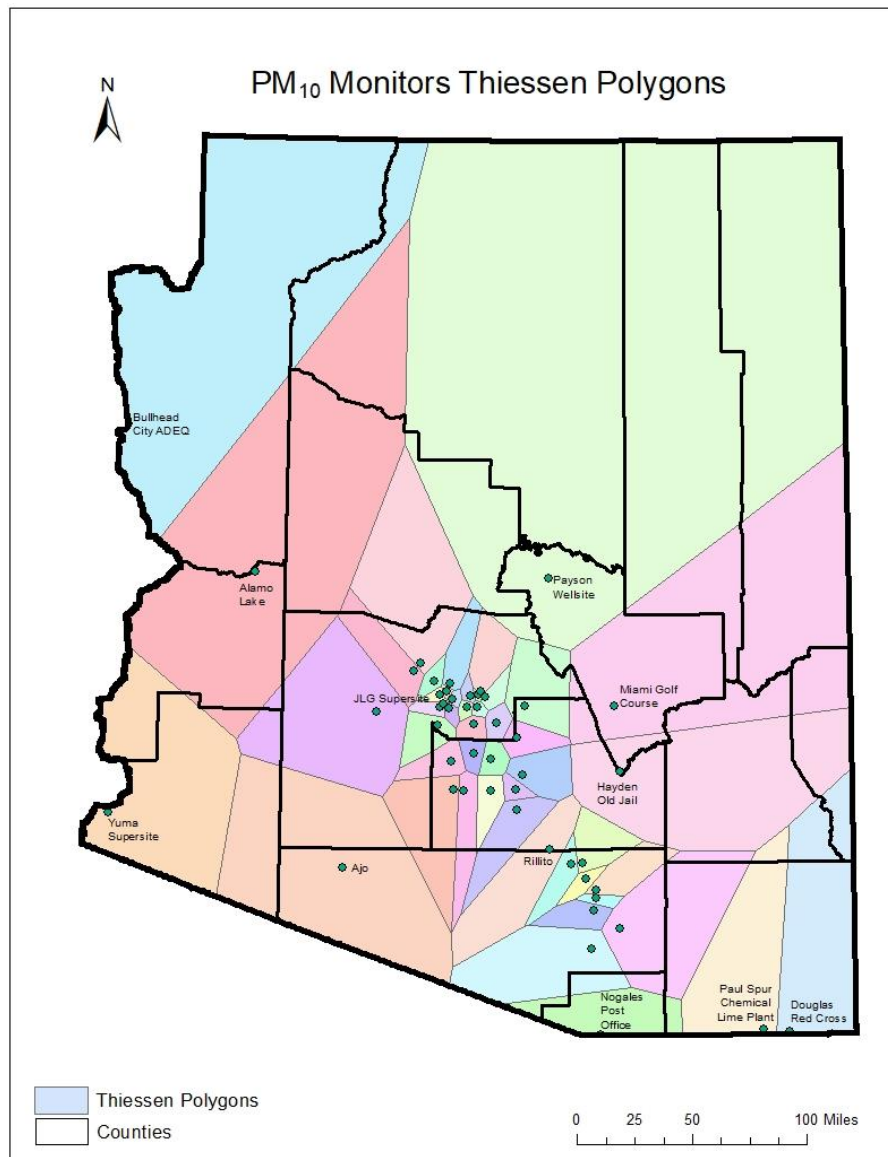 PM₁₀ Monitors Thiessen Polygons
N
Bullhead
City ADEQ
Payson
Wellsite
Alamo
Lake
JLG Supersite
Miami Golf
Course
Hayden
Old Jail
Yuma
Supersite
Rillito
Ajo
Nogales
Post
Office
Paul Spur
Chemical
Lime Plant
Douglas
Red Cross
Thiessen Polygons
Counties
0 25 50 100 Miles